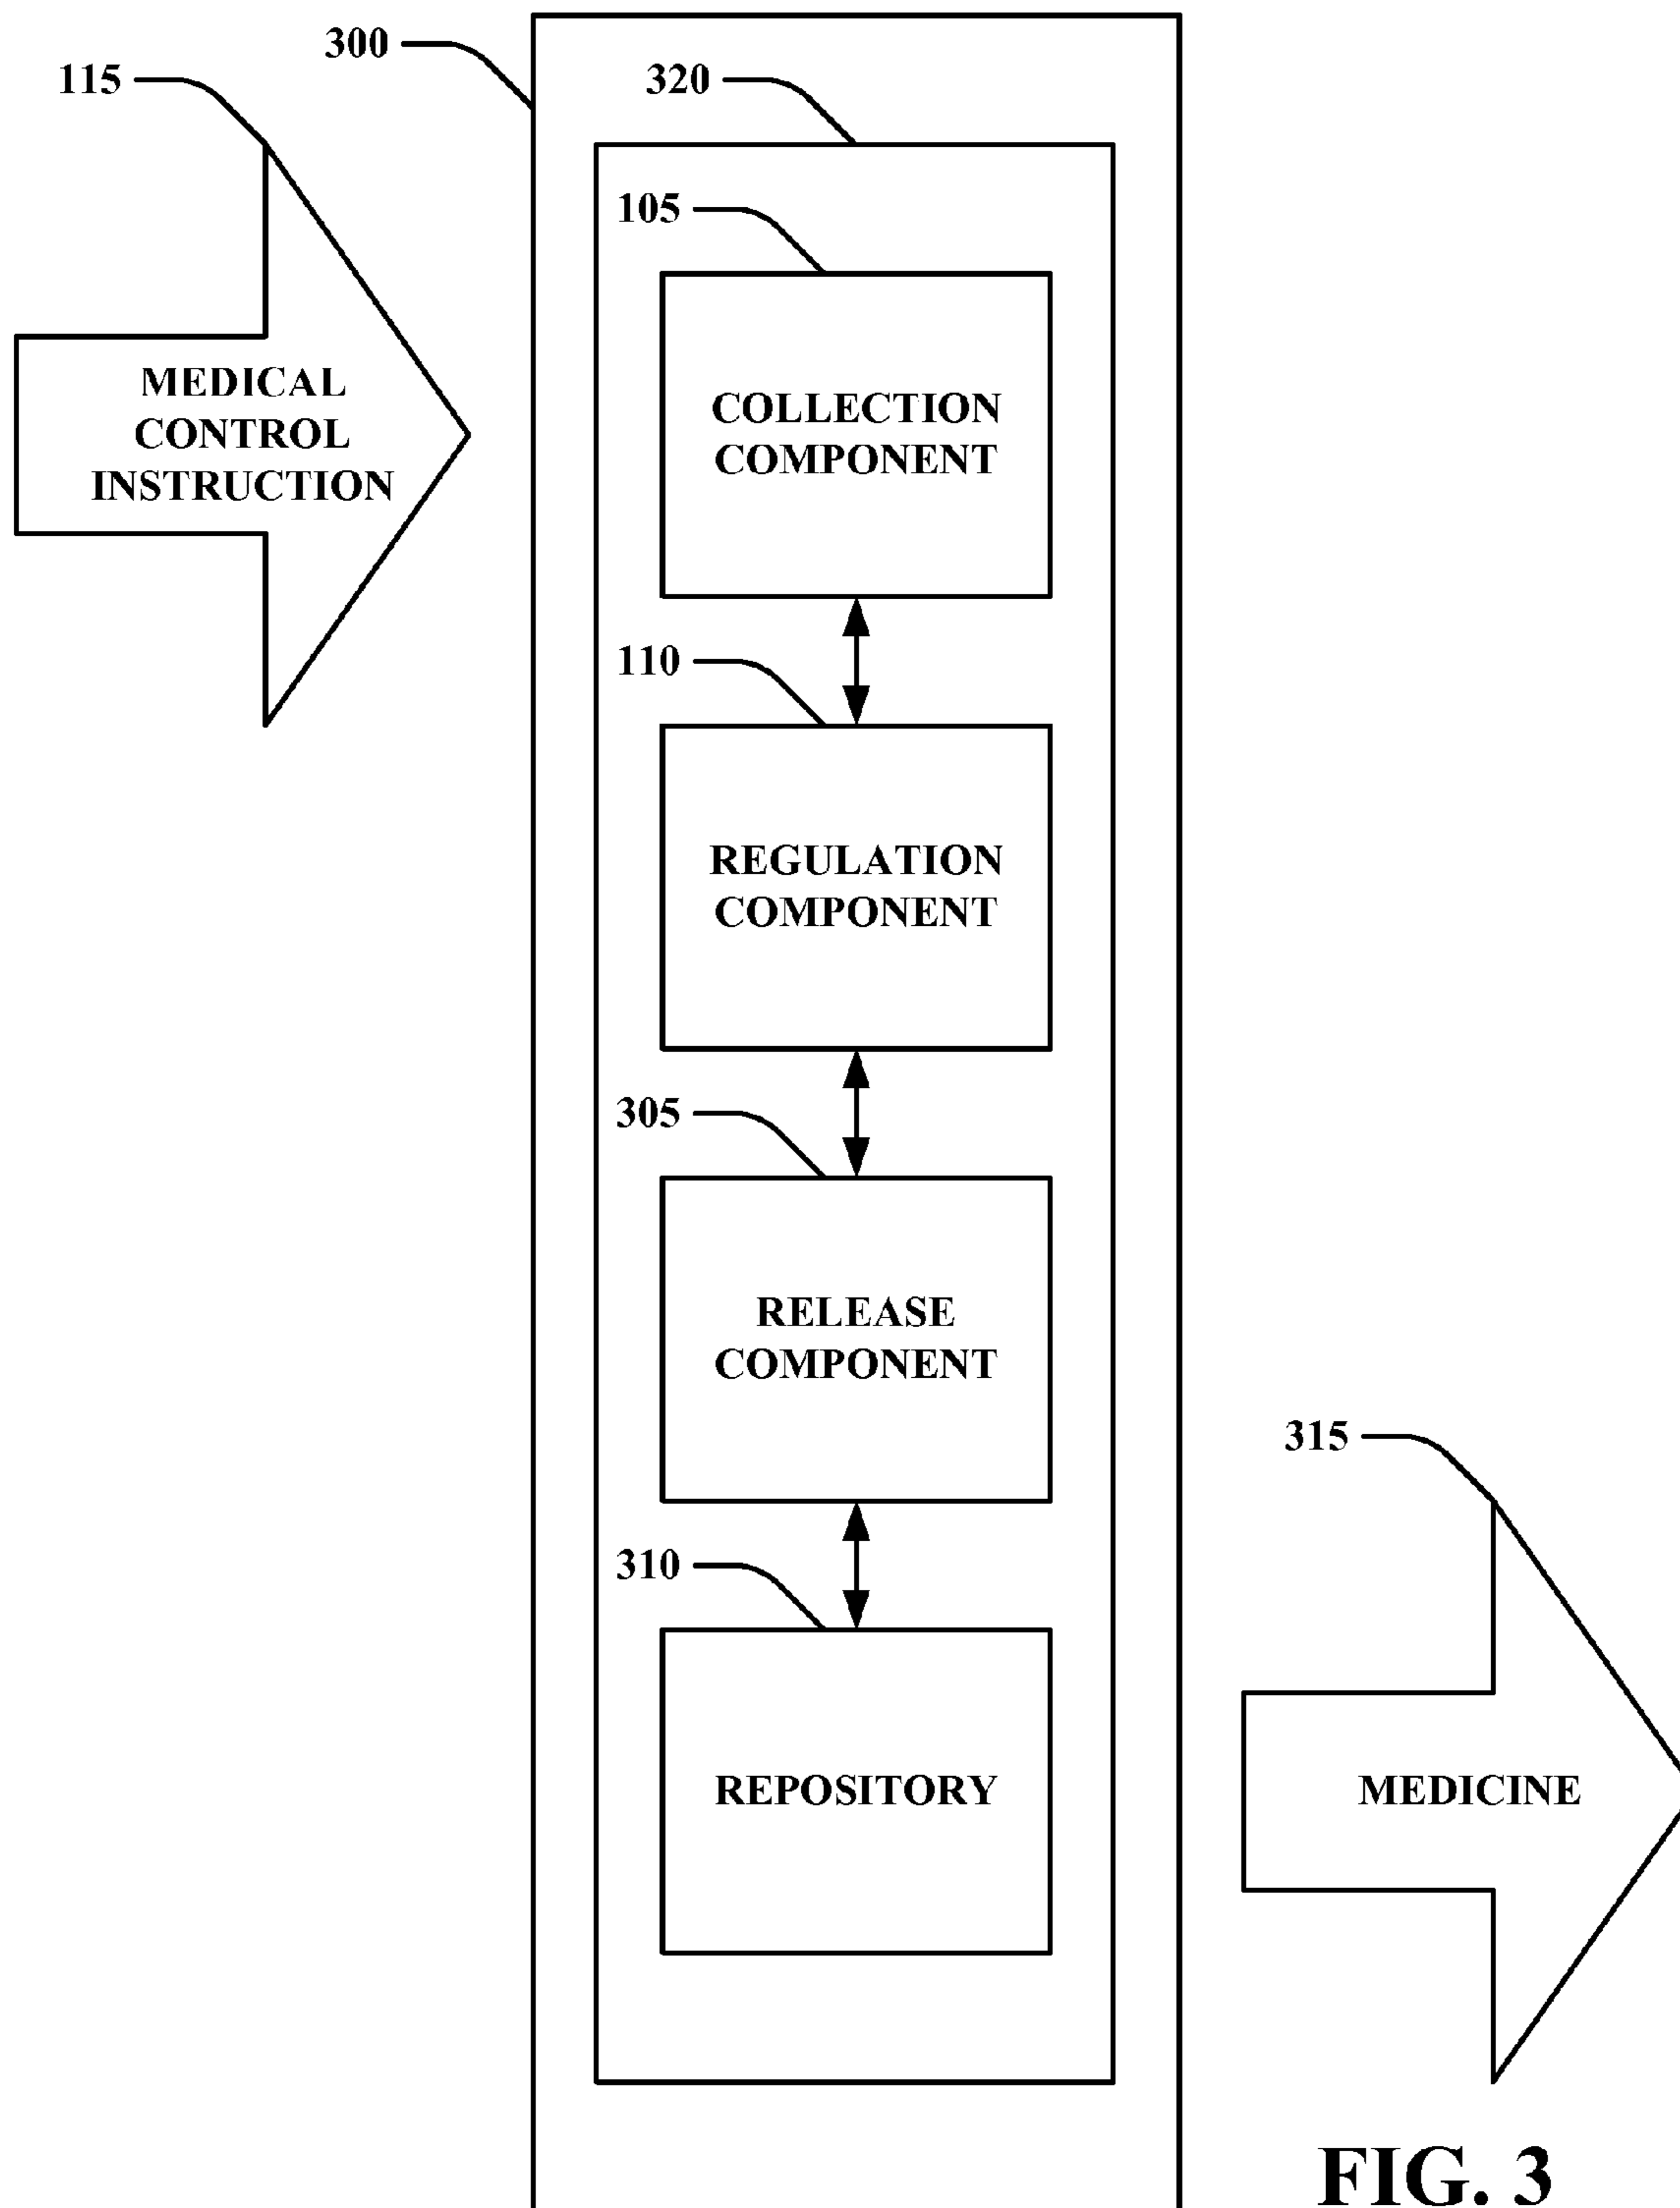 300
115
320
105
MEDICAL
CONTROL
INSTRUCTION
COLLECTION
COMPONENT
110
REGULATION
COMPONENT
305
RELEASE
COMPONENT
315
310
REPOSITORY
MEDICINE
FIG. 3